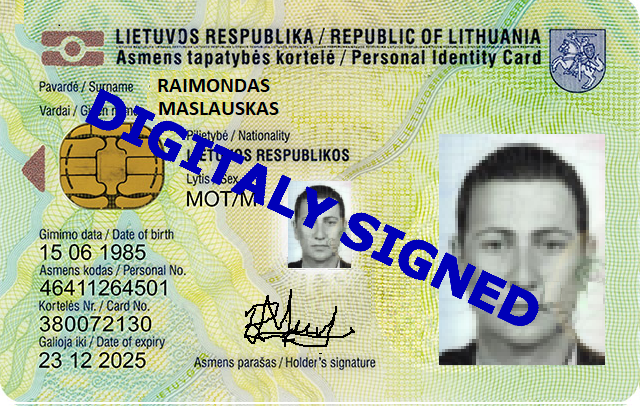 LIETUVOS RESPUBLIKA / REPUBLIC OF LITHUANIA
Asmens tapatybės kortelė / Personal Identity Card
Pavardė / Surname RAIMONDAS
Vardai / Given name MASLAUSKAS
Pilietybė / Nationality
LIETUVOS RESPUBLIKOS
Lytis / Sex
MOT/M
DIGITALY SIGNED
Gimimo data / Date of birth
15 06 1985
Asmens kodas / Personal No.
46411264501
Kortelės Nr. / Card No.
380072130
Galioja iki / Date of expiry
23 12 2025
Asmens parašas / Holder's signature